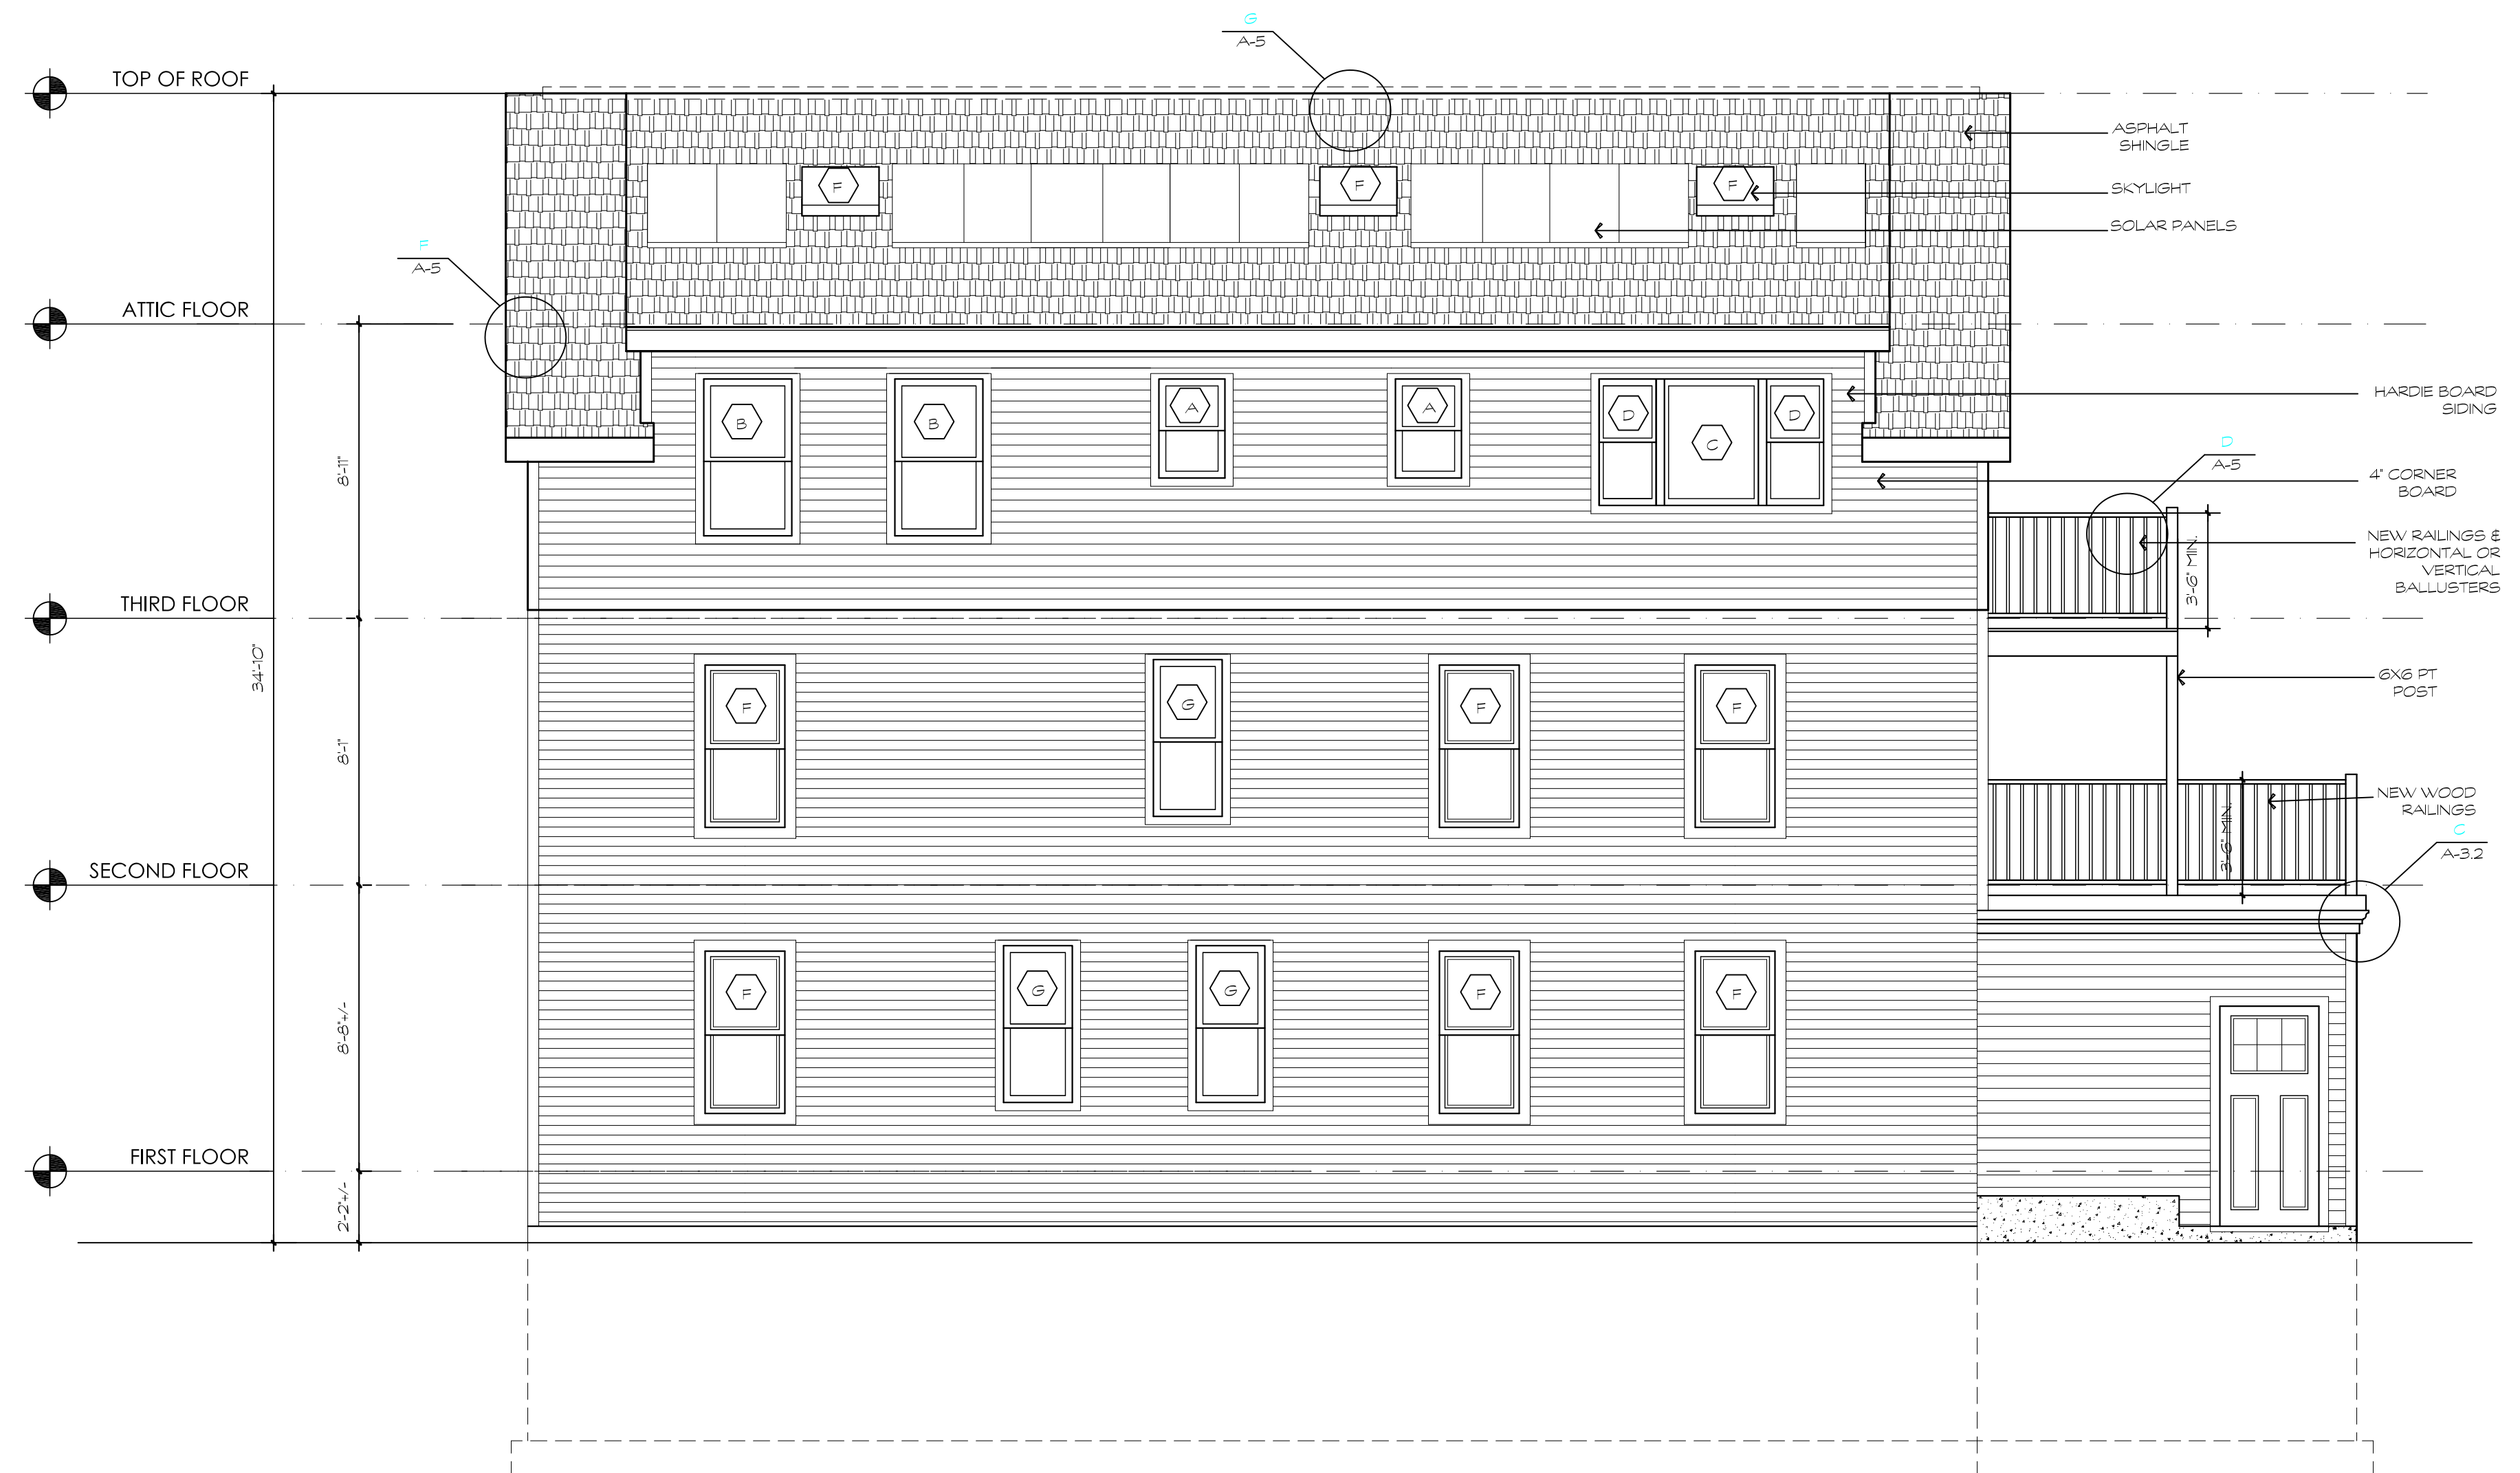 G
A-5
TOP OF ROOF
ASPHALT
SHINGLE
F
F
F
SKYLIGHT
SOLAR PANELS
F
A-5
ATTIC FLOOR
HARDIE BOARD
SIDING
B
B
A
A
D
C
D
D
A-5
4" CORNER
BOARD
8'-11"
NEW RAILINGS &
HORIZONTAL OR
VERTICAL
BALLUSTERS
3'-6" MIN.
THIRD FLOOR
34'-10"
6X6 PT
POST
F
G
F
F
8'-1"
NEW WOOD
RAILINGS
3'-6" MIN.
C
A-3.2
SECOND FLOOR
F
G
G
F
F
8'-8"+/-
FIRST FLOOR
2'-2"+/-